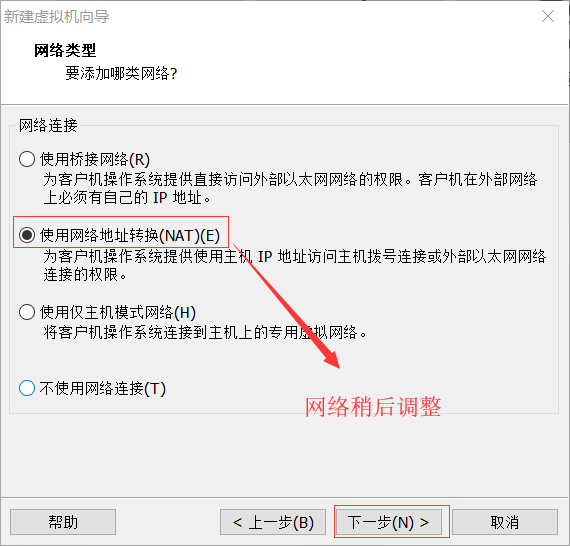 新建虚拟机向导
网络类型
要添加哪类网络?
网络连接
使用桥接网络(R)
为客户机操作系统提供直接访问外部以太网网络的权限。客户机在外部网络
上必须有自己的 IP 地址。
使用网络地址转换(NAT)(E)
为客户机操作系统提供使用主机 IP 地址访问主机拨号连接或外部以太网网络
连接的权限。
使用仅主机模式网络(H)
将客户机操作系统连接到主机上的专用虚拟网络。
不使用网络连接(T)
网络稍后调整
帮助
< 上一步(B)
下一步(N) >
取消